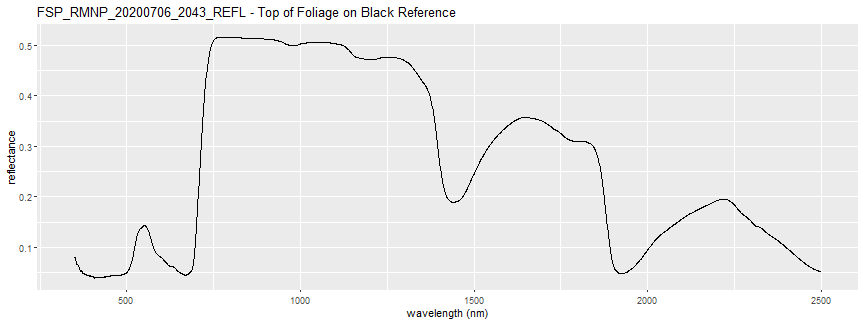 FSP_RMNP_20200706_2043_REFL - Top of Foliage on Black Reference
reflectance
0.5
0.4
0.3
0.2
0.1
500 1000 1500 2000 2500
wavelength (nm)